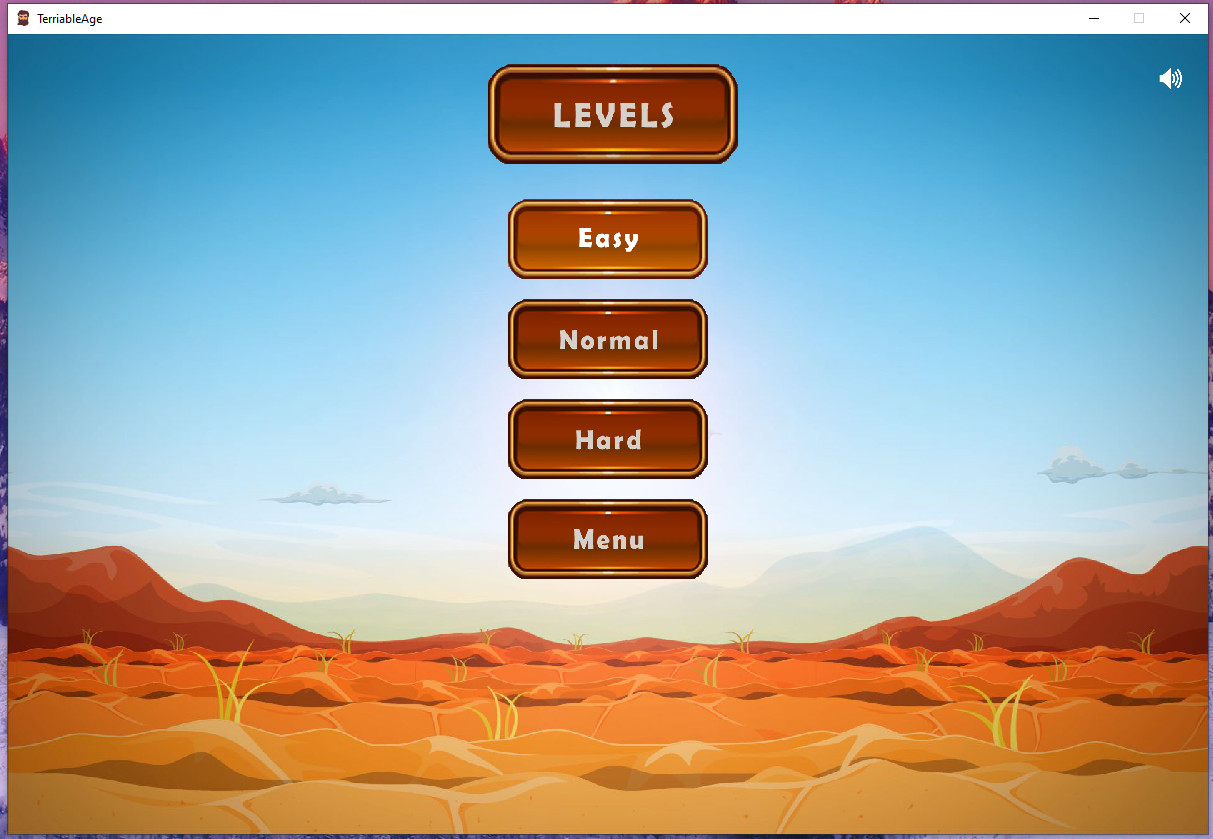 TerriableAge
LEVELS
Easy
Normal
Hard
Menu